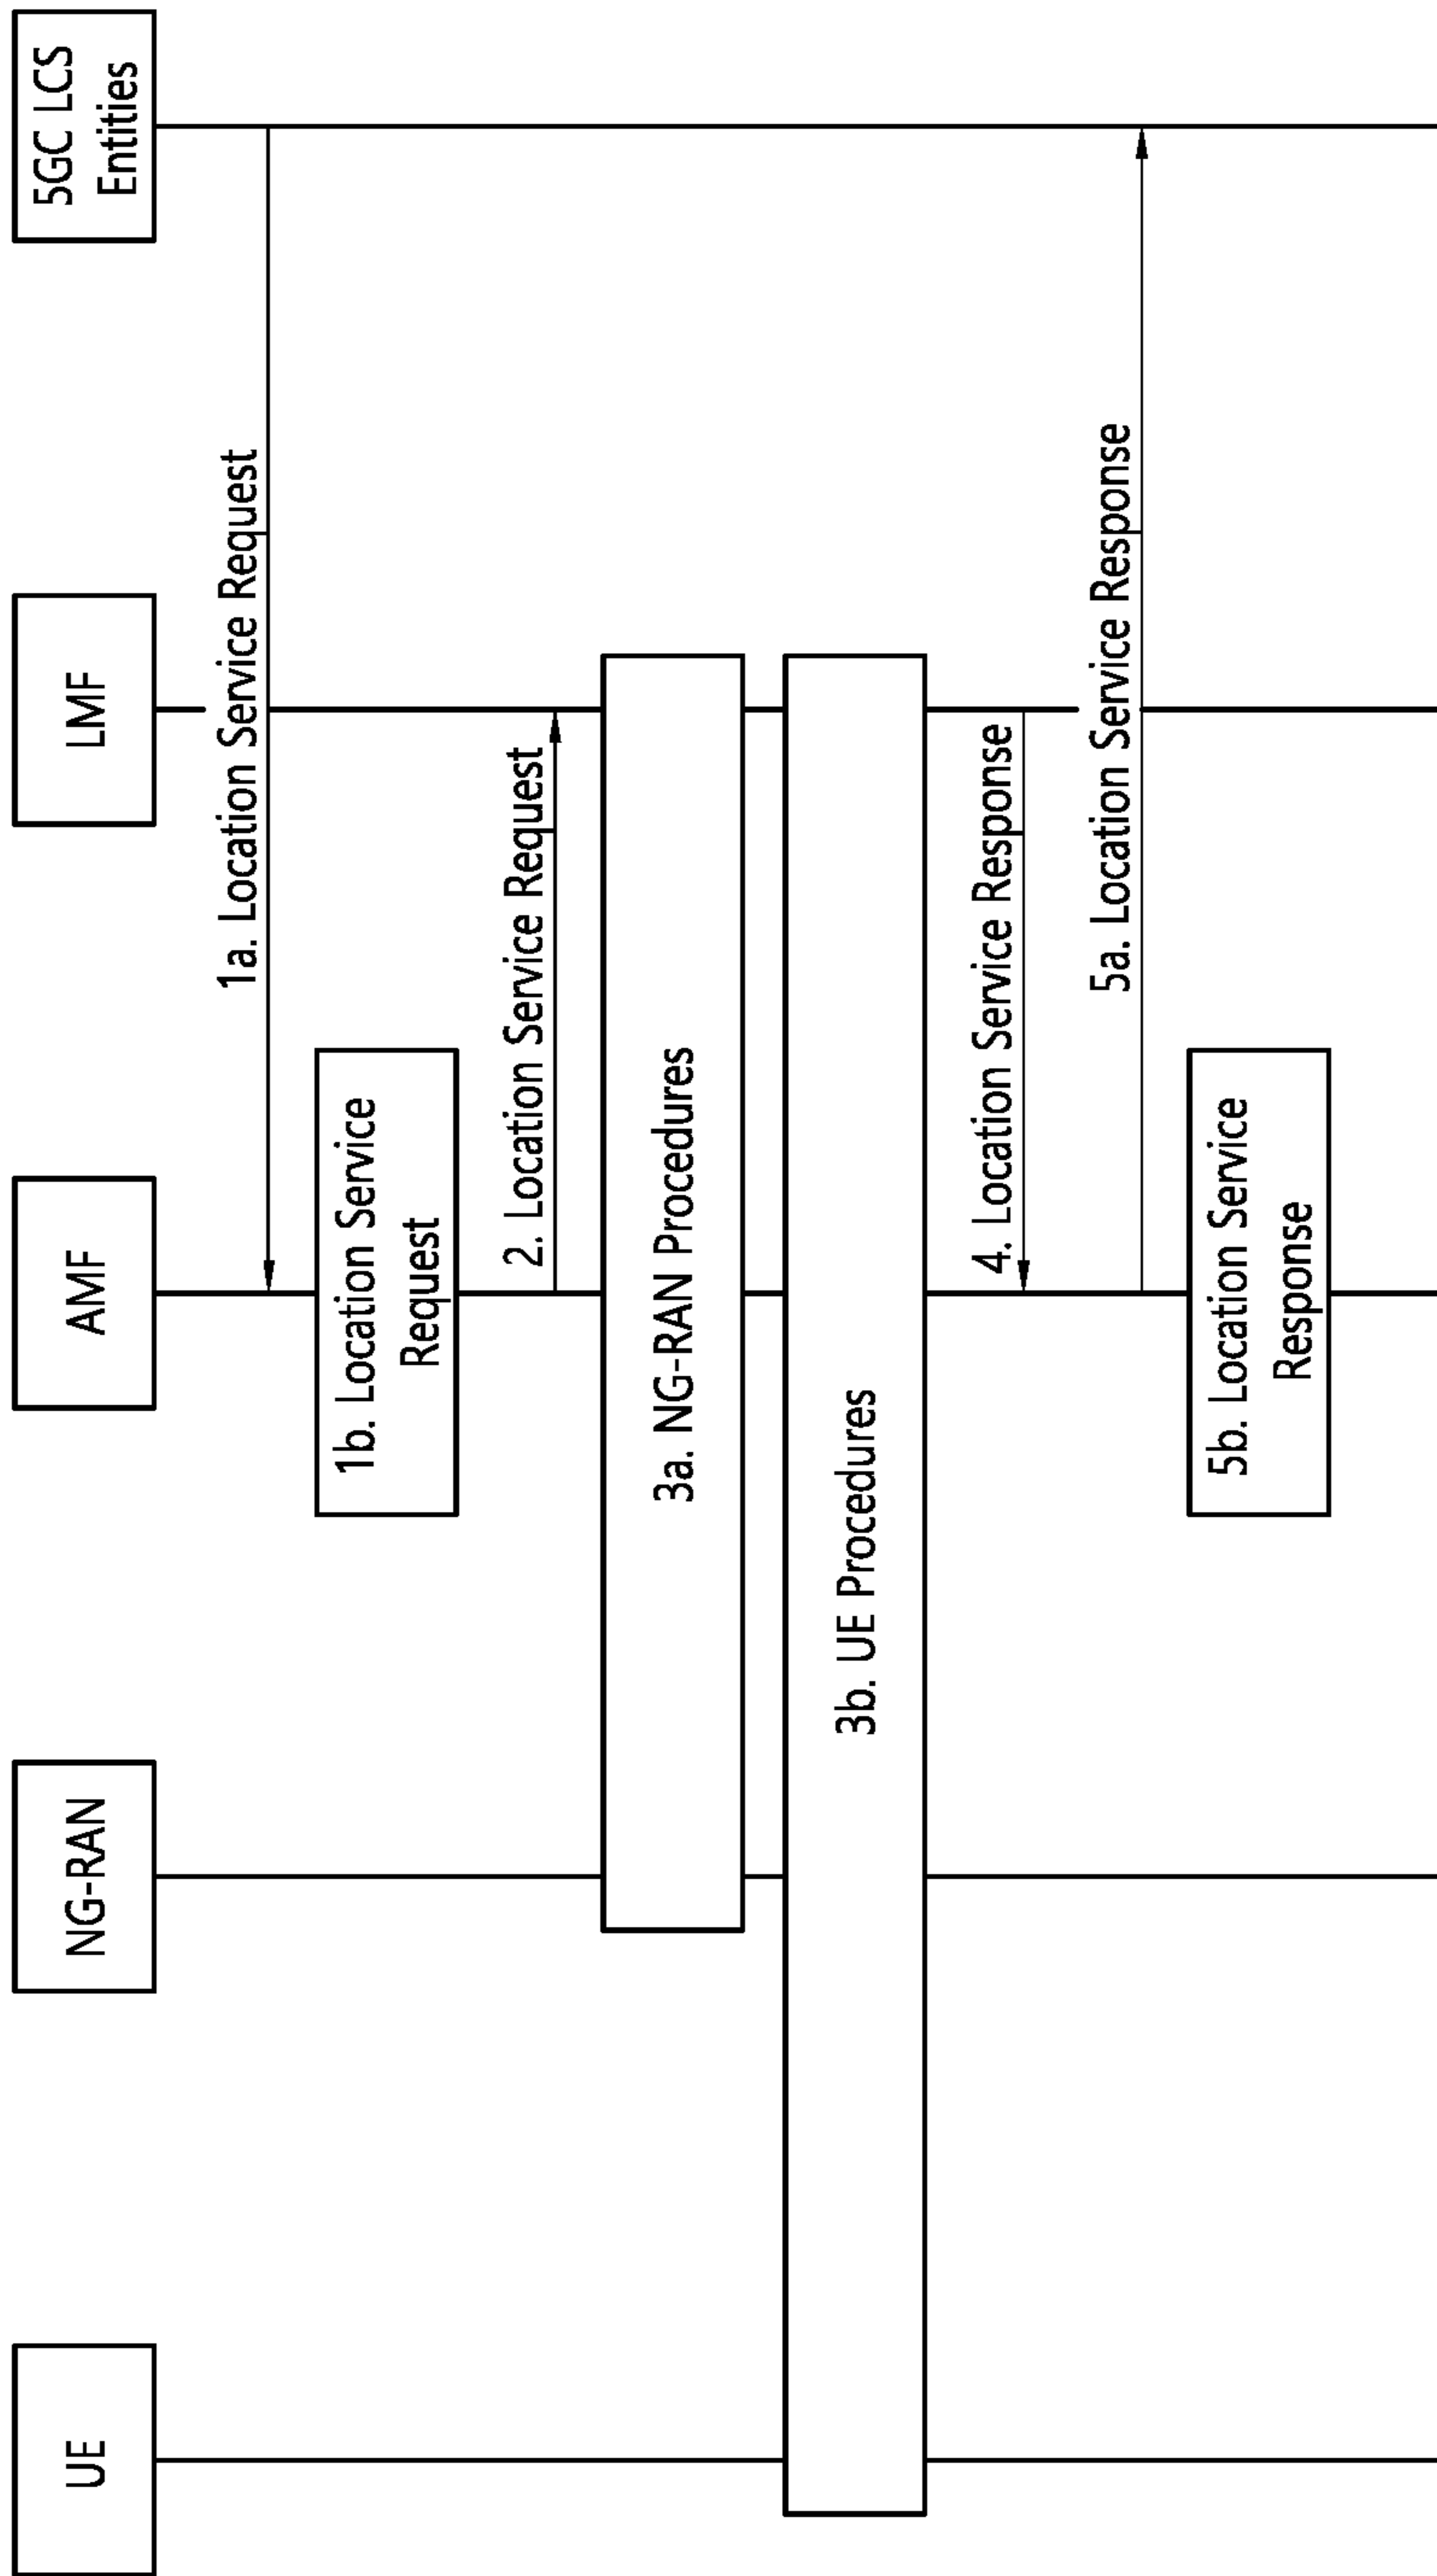 UE
NG-RAN
AMF
LMF
5GC LCS
Entities
1a. Location Service Request
1b. Location Service
Request
2. Location Service Request
3a. NG-RAN Procedures
3b. UE Procedures
4. Location Service Response
5a. Location Service Response
5b. Location Service
Response